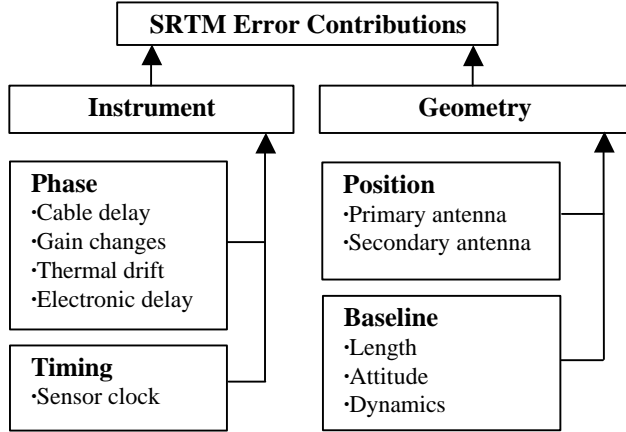 SRTM Error Contributions
Instrument
Geometry
Phase
·Cable delay
·Gain changes
·Thermal drift
·Electronic delay
Timing
·Sensor clock
Position
·Primary antenna
·Secondary antenna
Baseline
·Length
·Attitude
·Dynamics